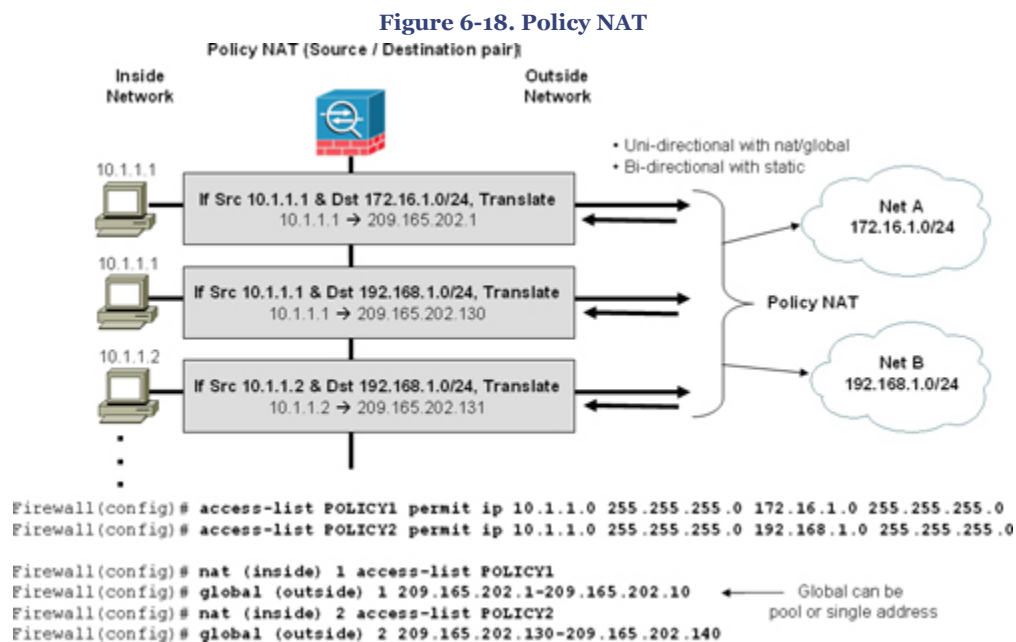 Figure 6-18. Policy NAT
Policy NAT (Source / Destination pair)
Inside
Network
Outside
Network
• Uni-directional with nat/global
• Bi-directional with static
10.1.1.1
If Src 10.1.1.1 & Dst 172.16.1.0/24, Translate
10.1.1.1 → 209.165.202.1
Net A
172.16.1.0/24
10.1.1.1
If Src 10.1.1.1 & Dst 192.168.1.0/24, Translate
10.1.1.1 → 209.165.202.130
Policy NAT
10.1.1.2
If Src 10.1.1.2 & Dst 192.168.1.0/24, Translate
10.1.1.2 → 209.165.202.131
Net B
192.168.1.0/24
Firewall(config)# access-list POLICY1 permit ip 10.1.1.0 255.255.255.0 172.16.1.0 255.255.255.0
Firewall(config)# access-list POLICY2 permit ip 10.1.1.0 255.255.255.0 192.168.1.0 255.255.255.0
Firewall(config)# nat (inside) 1 access-list POLICY1
Firewall(config)# global (outside) 1 209.165.202.1-209.165.202.10
Firewall(config)# nat (inside) 2 access-list POLICY2
Firewall(config)# global (outside) 2 209.165.202.130-209.165.202.140
Global can be
pool or single address